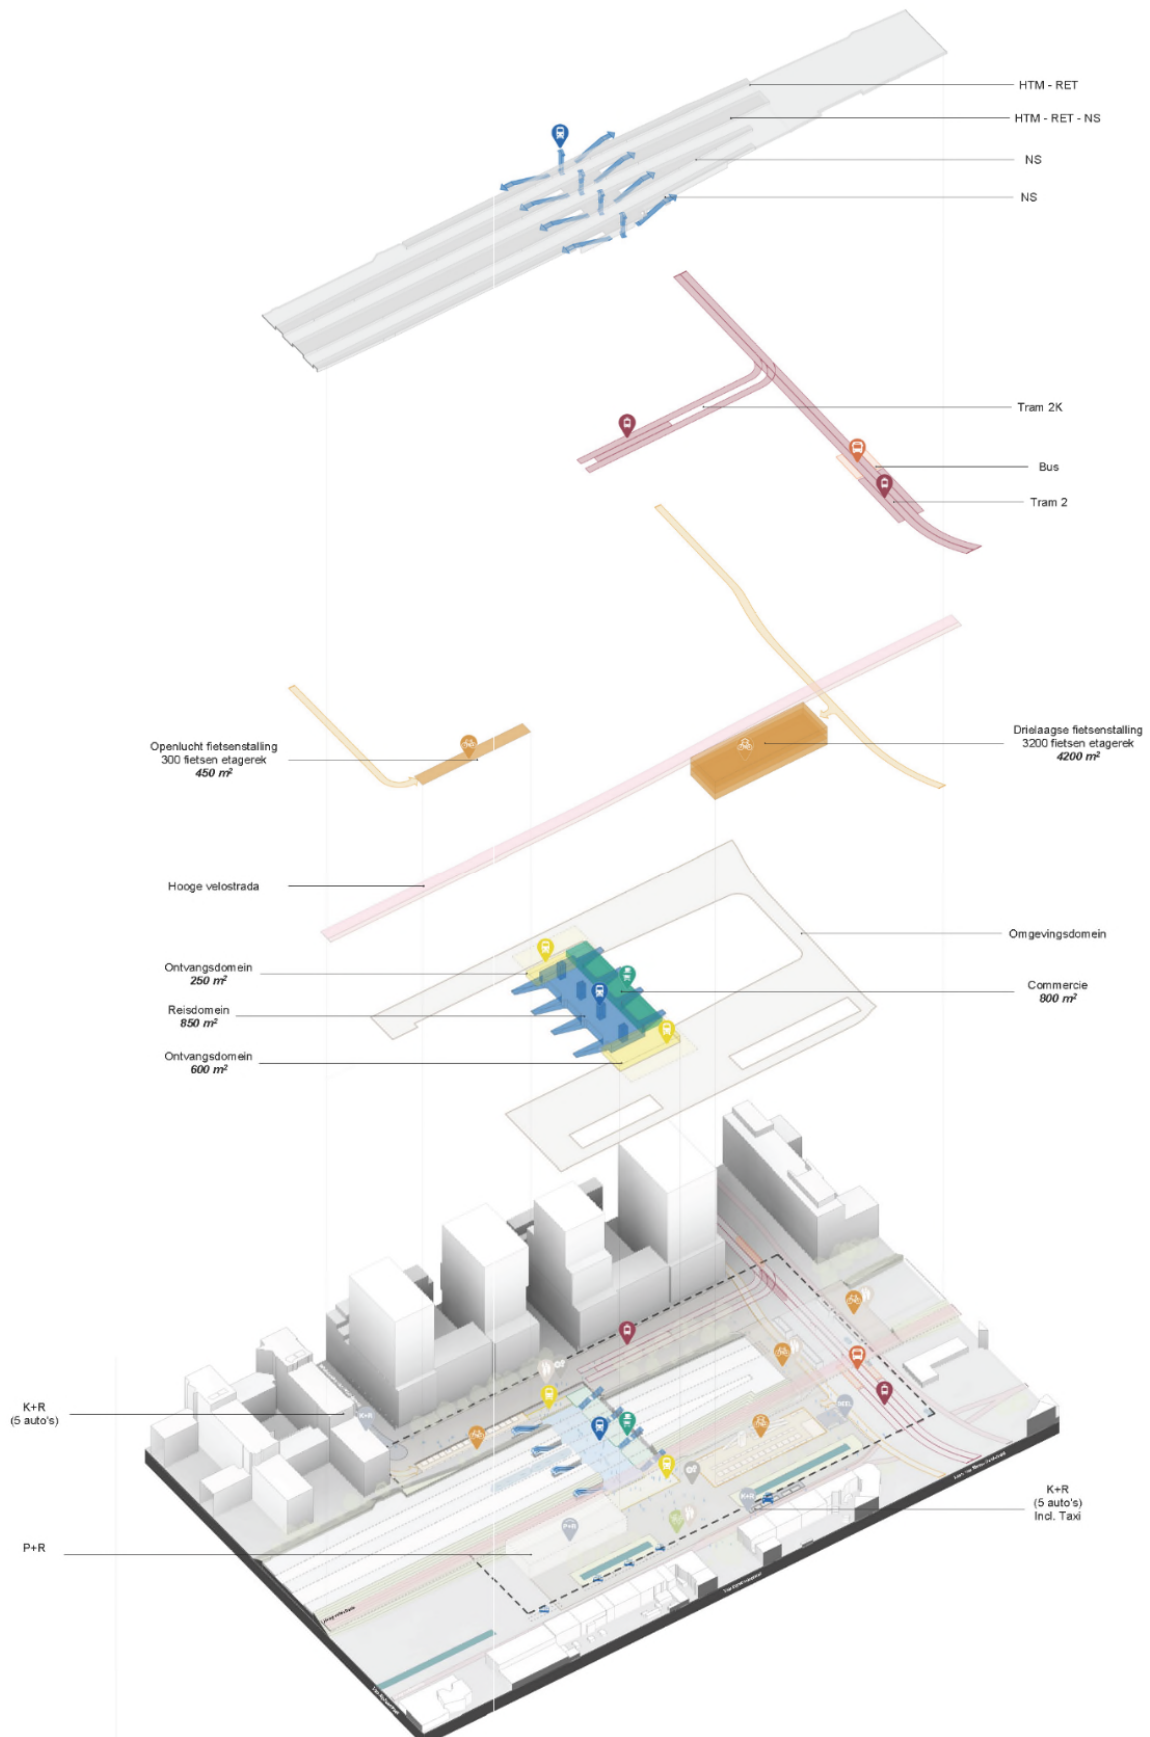 HTM - RET
HTM - RET - NS
NS
NS
Tram 2K
Bus
Tram 2
Openlucht fietsenstalling
300 fietsen etagerek
450 m²
Drielaagse fietsenstalling
3200 fietsen etagerek
4200 m²
Hooge velostrada
Omgevingsdomein
Ontvangsdomein
250 m²
Commercie
800 m²
Reisdomein
850 m²
Ontvangsdomein
600 m²
K+R
(5 auto's)
K+R
K+R
K+R
(5 auto's)
Incl. Taxi
P+R
P+R